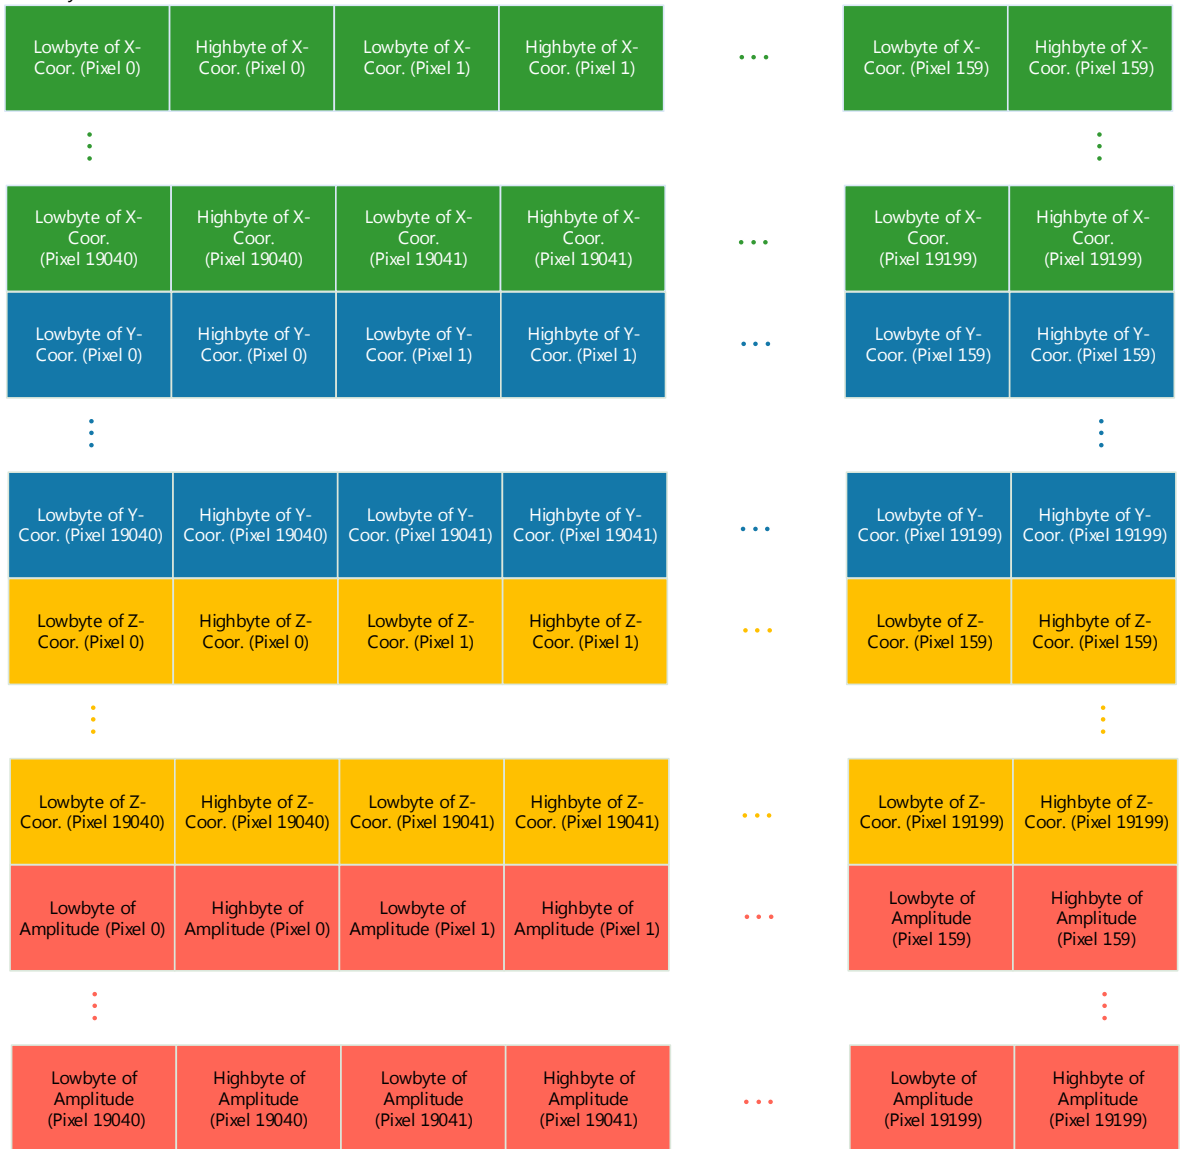 Lowbyte of X-
Coor. (Pixel 0)
Highbyte of X-
Coor. (Pixel 0)
Lowbyte of X-
Coor. (Pixel 1)
Highbyte of X-
Coor. (Pixel 1)
...
Lowbyte of X-
Coor. (Pixel 159)
Highbyte of X-
Coor. (Pixel 159)
Lowbyte of X-
Coor.
(Pixel 19040)
Highbyte of X-
Coor.
(Pixel 19040)
Lowbyte of X-
Coor.
(Pixel 19041)
Highbyte of X-
Coor.
(Pixel 19041)
...
Lowbyte of X-
Coor.
(Pixel 19199)
Highbyte of X-
Coor.
(Pixel 19199)
Lowbyte of Y-
Coor. (Pixel 0)
Highbyte of Y-
Coor. (Pixel 0)
Lowbyte of Y-
Coor. (Pixel 1)
Highbyte of Y-
Coor. (Pixel 1)
...
Lowbyte of Y-
Coor. (Pixel 159)
Highbyte of Y-
Coor. (Pixel 159)
Lowbyte of Y-
Coor. (Pixel 19040)
Highbyte of Y-
Coor. (Pixel 19040)
Lowbyte of Y-
Coor. (Pixel 19041)
Highbyte of Y-
Coor. (Pixel 19041)
...
Lowbyte of Y-
Coor. (Pixel 19199)
Highbyte of Y-
Coor. (Pixel 19199)
Lowbyte of Z-
Coor. (Pixel 0)
Highbyte of Z-
Coor. (Pixel 0)
Lowbyte of Z-
Coor. (Pixel 1)
Highbyte of Z-
Coor. (Pixel 1)
...
Lowbyte of Z-
Coor. (Pixel 159)
Highbyte of Z-
Coor. (Pixel 159)
Lowbyte of Z-
Coor. (Pixel 19040)
Highbyte of Z-
Coor. (Pixel 19040)
Lowbyte of Z-
Coor. (Pixel 19041)
Highbyte of Z-
Coor. (Pixel 19041)
...
Lowbyte of Z-
Coor. (Pixel 19199)
Highbyte of Z-
Coor. (Pixel 19199)
Lowbyte of
Amplitude (Pixel 0)
Highbyte of
Amplitude (Pixel 0)
Lowbyte of
Amplitude (Pixel 1)
Highbyte of
Amplitude (Pixel 1)
...
Lowbyte of
Amplitude
(Pixel 159)
Highbyte of
Amplitude
(Pixel 159)
Lowbyte of
Amplitude
(Pixel 19040)
Highbyte of
Amplitude
(Pixel 19040)
Lowbyte of
Amplitude
(Pixel 19041)
Highbyte of
Amplitude
(Pixel 19041)
...
Lowbyte of
Amplitude
(Pixel 19199)
Highbyte of
Amplitude
(Pixel 19199)